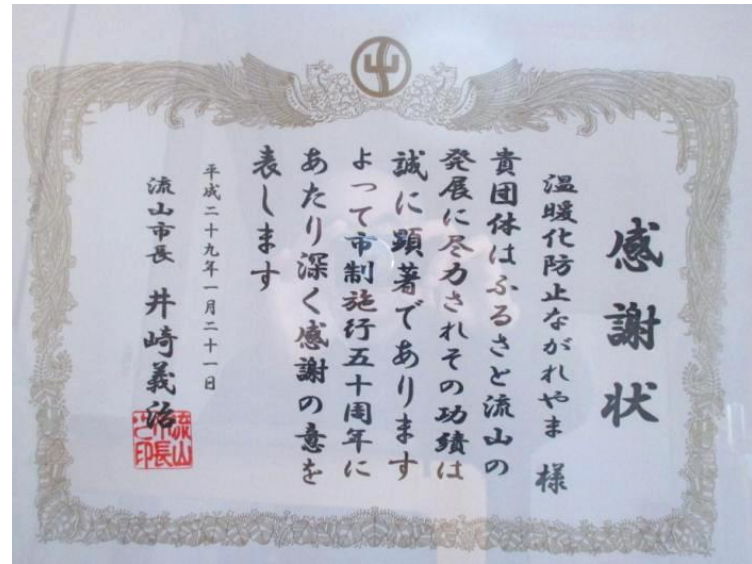 感謝状
温暖化防止ながれやま 様
貴団体はふるさと流山の
発展に尽力されその功績は
誠に顕著であります
よって市制施行五十周年に
あたり深く感謝の意を
表します
平成二十九年一月二十一日
流山市長 井崎義治
流山市長之印